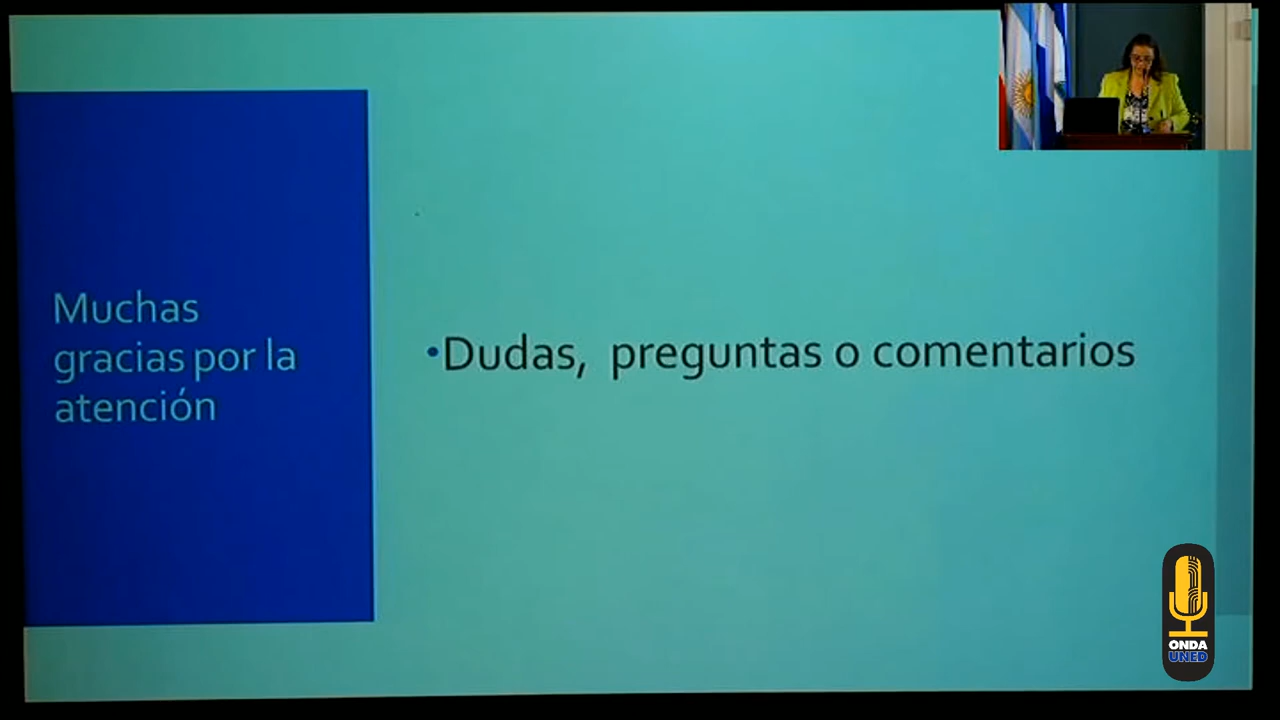 Muchas
gracias por la
atención
•Dudas, preguntas o comentarios
ONDA
UNED